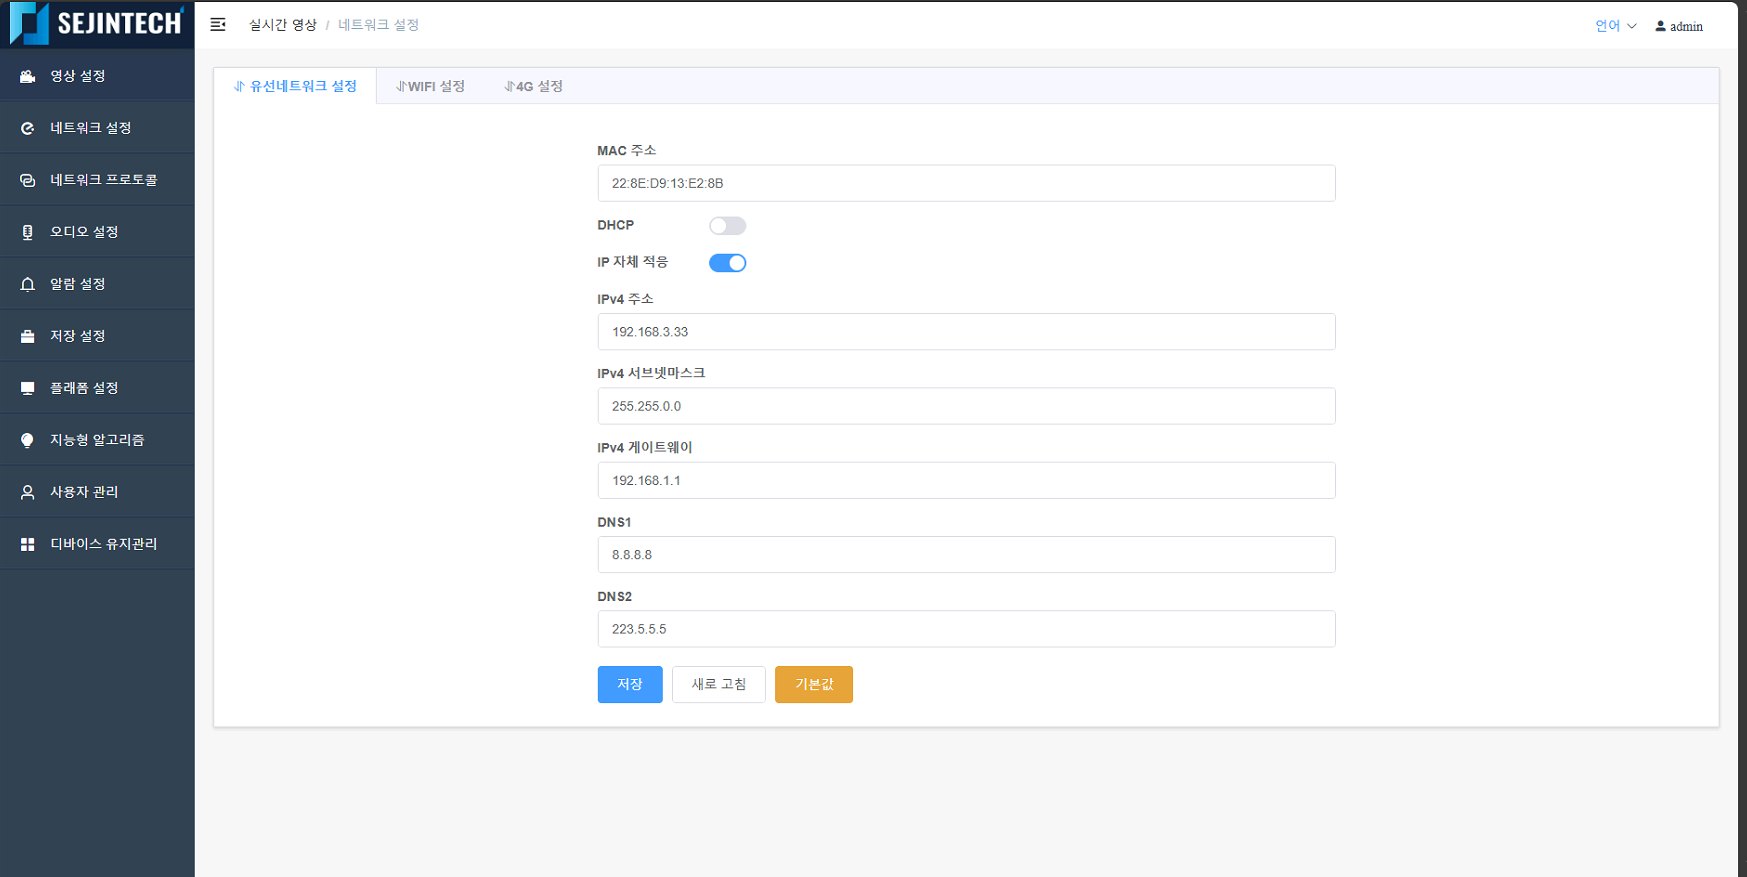 SEJINTECH
실시간 영상 / 네트워크 설정
언어
admin
영상 설정
네트워크 설정
네트워크 프로토콜
오디오 설정
알람 설정
저장 설정
플래폼 설정
지능형 알고리즘
사용자 관리
디바이스 유지관리
유선네트워크 설정
WIFI 설정
4G 설정
MAC 주소
22:8E:D9:13:E2:8B
DHCP
IP 자체 적응
IPv4 주소
192.168.3.33
IPv4 서브넷마스크
255.255.0.0
IPv4 게이트웨이
192.168.1.1
DNS1
8.8.8.8
DNS2
223.5.5.5
저장
새로 고침
기본값